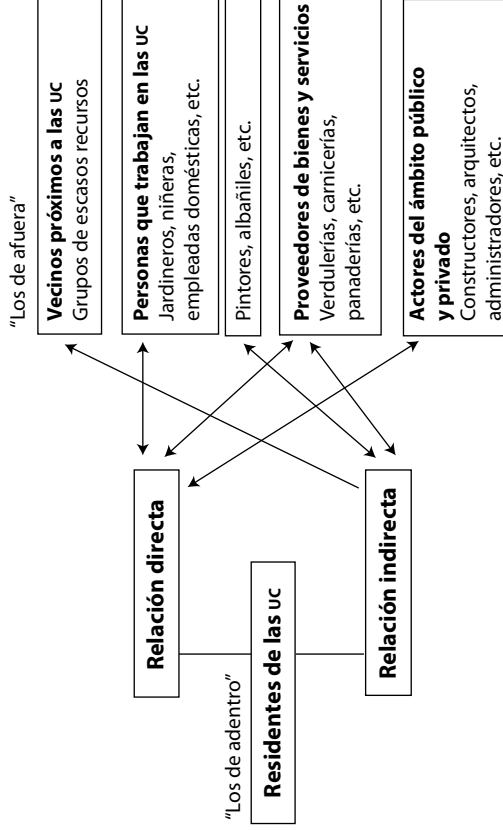 "Los de afuera"
Vecinos próximos a las UC
Grupos de escasos recursos
Personas que trabajan en las UC
Jardineros, niñeras,
empleadas domésticas, etc.
Pintores, albañiles, etc.
Proveedores de bienes y servicios
Verdulerías, carnicerías,
panaderías, etc.
Actores del ámbito público
y privado
Constructores, arquitectos,
administradores, etc.
Relación directa
"Los de adentro"
Residentes de las UC
Relación indirecta